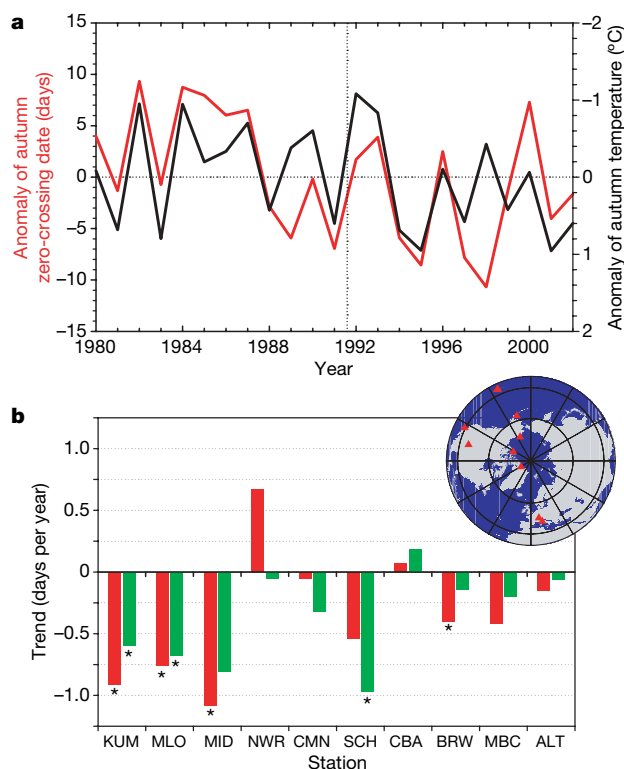 a
15
10
5
0
−5
−10
−15
Anomaly of autumn
zero-crossing date (days)
−2
−1
0
1
2
Anomaly of autumn temperature (ºC)
1980 1984 1988 1992 1996 2000
Year
b
1.0
0.5
0
−0.5
−1.0
Trend (days per year)
* * * * * * *
KUM MLO MID NWR CMN SCH CBA BRW MBC ALT
Station